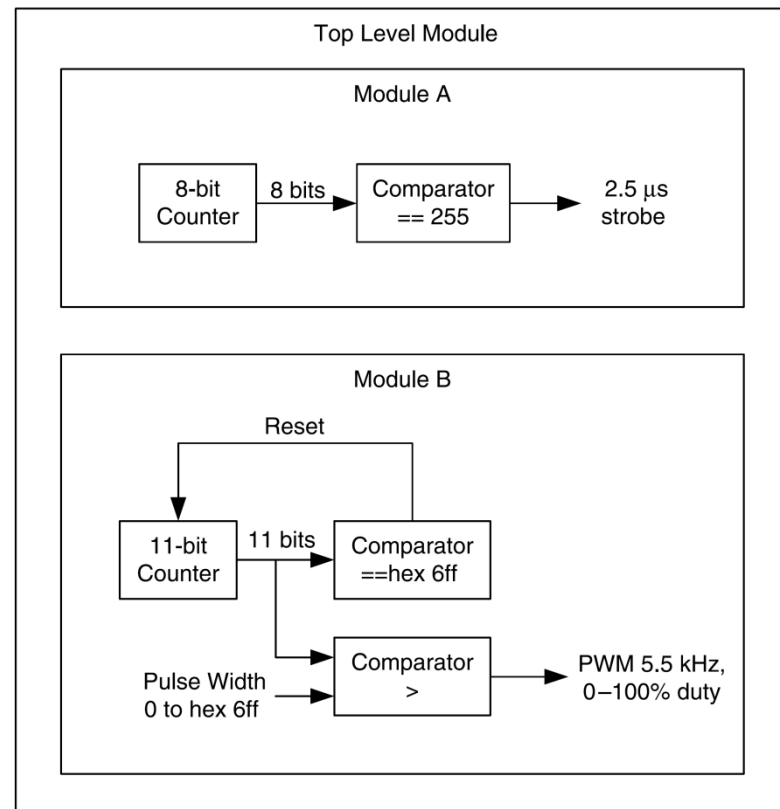 Top Level Module
Module A
8-bit
Counter
8 bits
Comparator
== 255
2.5 μs
strobe
Module B
Reset
11-bit
Counter
11 bits
Comparator
==hex 6ff
Pulse Width
0 to hex 6ff
Comparator
>
PWM 5.5 kHz,
0–100% duty